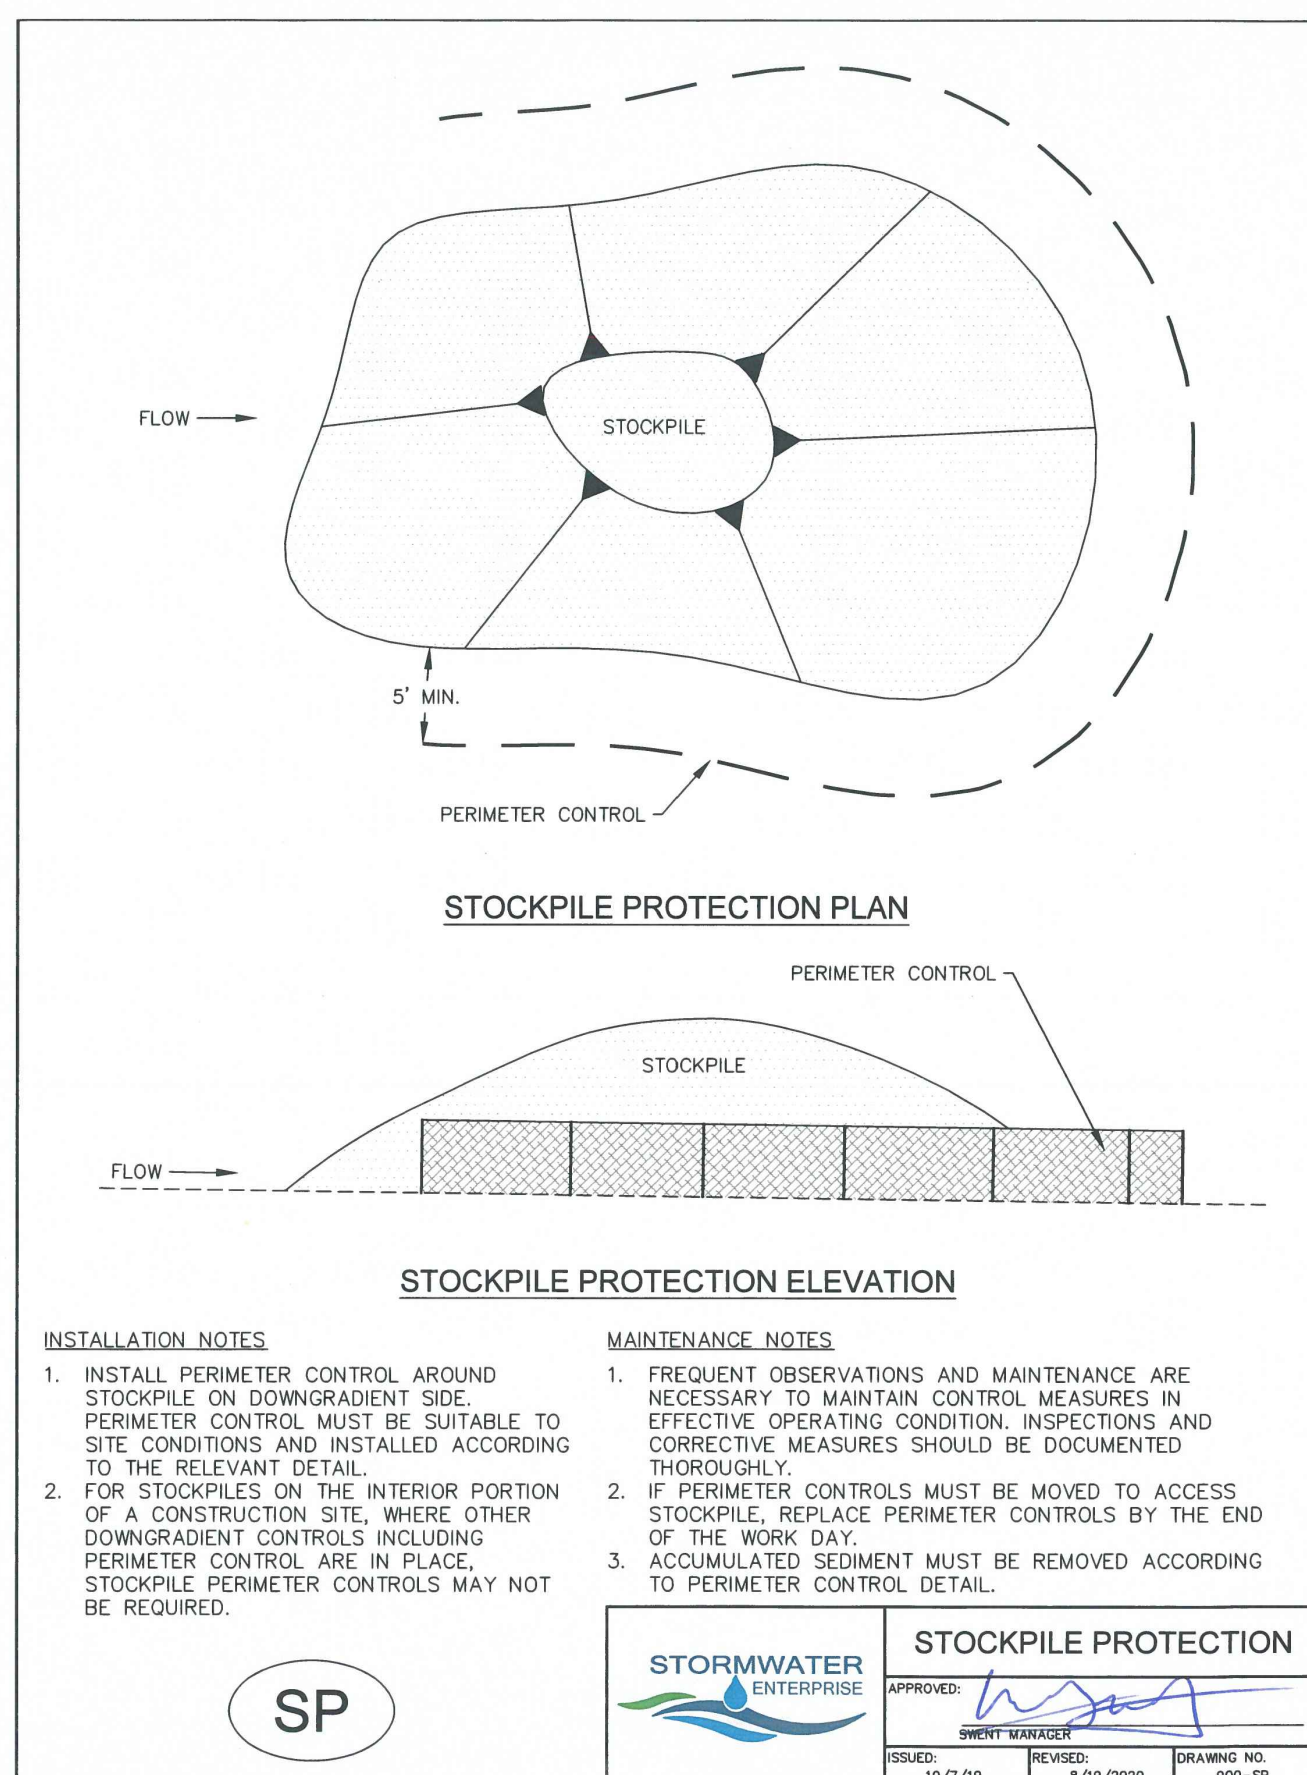 FLOW
STOCKPILE
5' MIN.
PERIMETER CONTROL
STOCKPILE PROTECTION PLAN
PERIMETER CONTROL
STOCKPILE
FLOW
STOCKPILE PROTECTION ELEVATION
INSTALLATION NOTES
1. INSTALL PERIMETER CONTROL AROUND
STOCKPILE ON DOWNGRADIENT SIDE.
PERIMETER CONTROL MUST BE SUITABLE TO
SITE CONDITIONS AND INSTALLED ACCORDING
TO THE RELEVANT DETAIL.
2. FOR STOCKPILES ON THE INTERIOR PORTION
OF A CONSTRUCTION SITE, WHERE OTHER
DOWNGRADIENT CONTROLS INCLUDING
PERIMETER CONTROL ARE IN PLACE,
STOCKPILE PERIMETER CONTROLS MAY NOT
BE REQUIRED.
MAINTENANCE NOTES
1. FREQUENT OBSERVATIONS AND MAINTENANCE ARE
NECESSARY TO MAINTAIN CONTROL MEASURES IN
EFFECTIVE OPERATING CONDITION. INSPECTIONS AND
CORRECTIVE MEASURES SHOULD BE DOCUMENTED
THOROUGHLY.
2. IF PERIMETER CONTROLS MUST BE MOVED TO ACCESS
STOCKPILE, REPLACE PERIMETER CONTROLS BY THE END
OF THE WORK DAY.
3. ACCUMULATED SEDIMENT MUST BE REMOVED ACCORDING
TO PERIMETER CONTROL DETAIL.
SP
STORMWATER
ENTERPRISE
STOCKPILE PROTECTION
APPROVED:
SWENT MANAGER
ISSUED:
REVISED:
DRAWING NO.